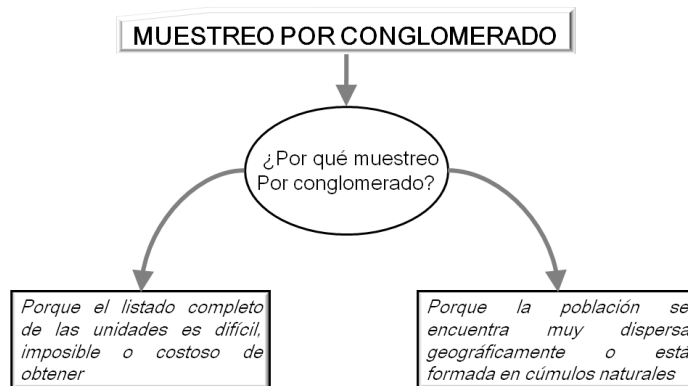 MUESTREO POR CONGLOMERADO
¿Por qué muestreo
Por conglomerado?
Porque el listado completo
de las unidades es difícil,
imposible o costoso de
obtener
Porque la población se
encuentra muy dispersa
geográficamente o está
formada en cúmulos naturales